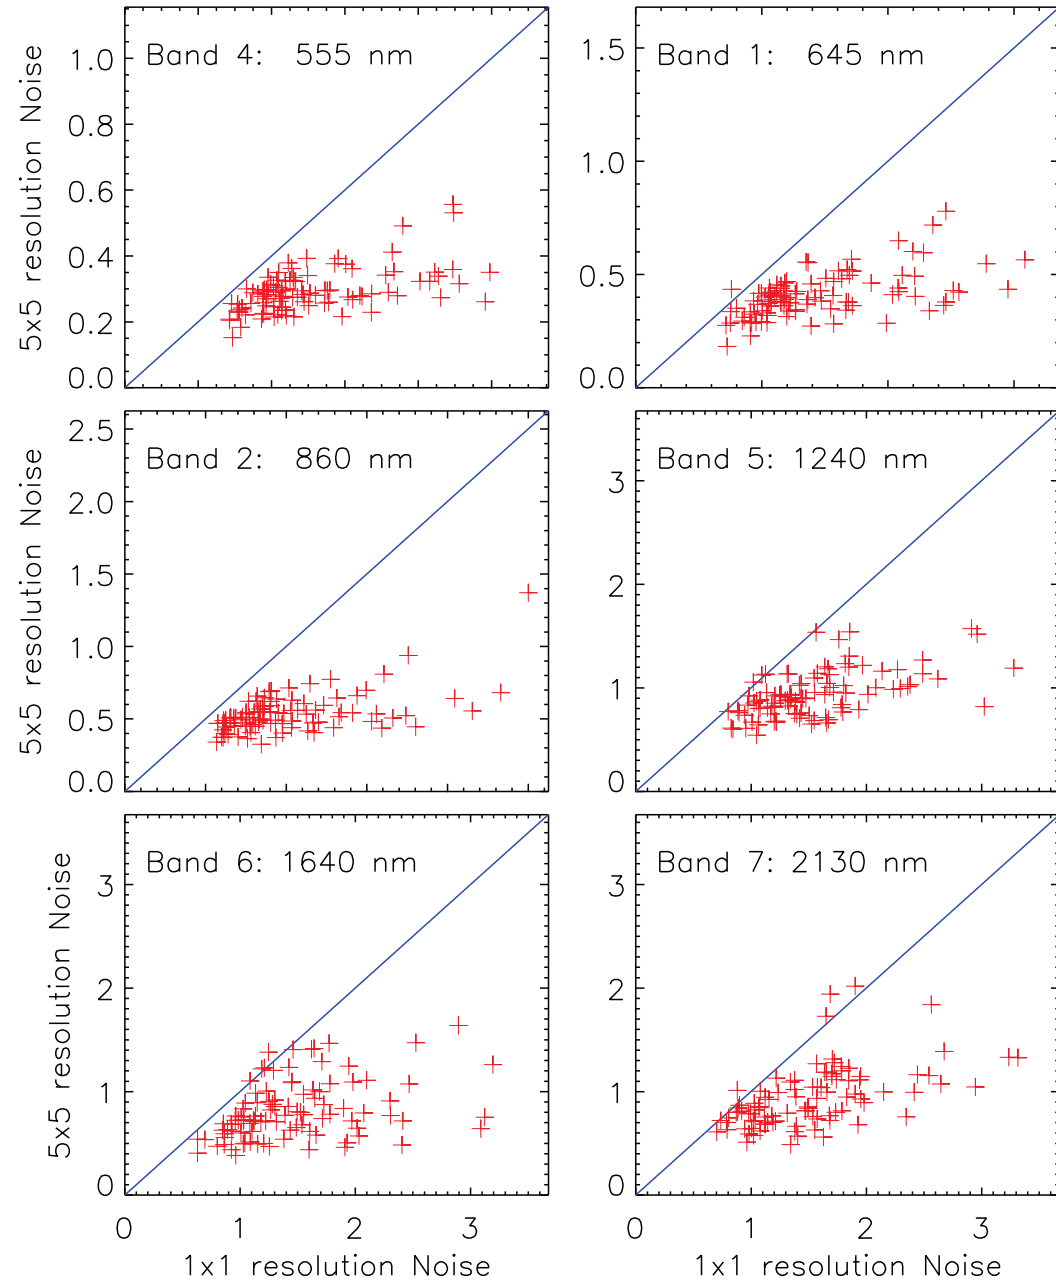 Band 4: 555 nm
1.0
0.8
0.6
0.4
0.2
0.0
5x5 resolution Noise
Band 1: 645 nm
1.5
1.0
0.5
0.0
Band 2: 860 nm
2.5
2.0
1.5
1.0
0.5
0.0
5x5 resolution Noise
Band 5: 1240 nm
3
2
1
0
Band 6: 1640 nm
3
2
1
0
5x5 resolution Noise
0 1 2 3
1x1 resolution Noise
Band 7: 2130 nm
3
2
1
0
0 1 2 3
1x1 resolution Noise